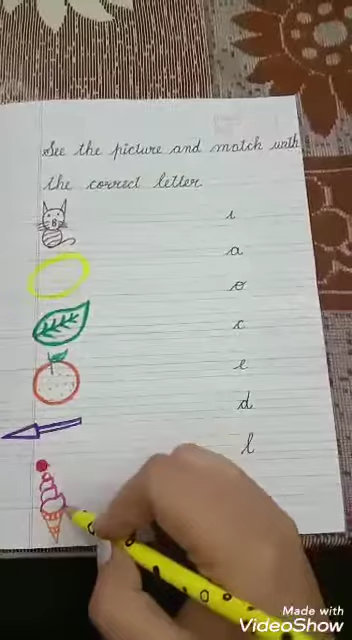 See the picture and match with
the correct letter.
i
a
o
c
e
d
l
Made with
VideoShow